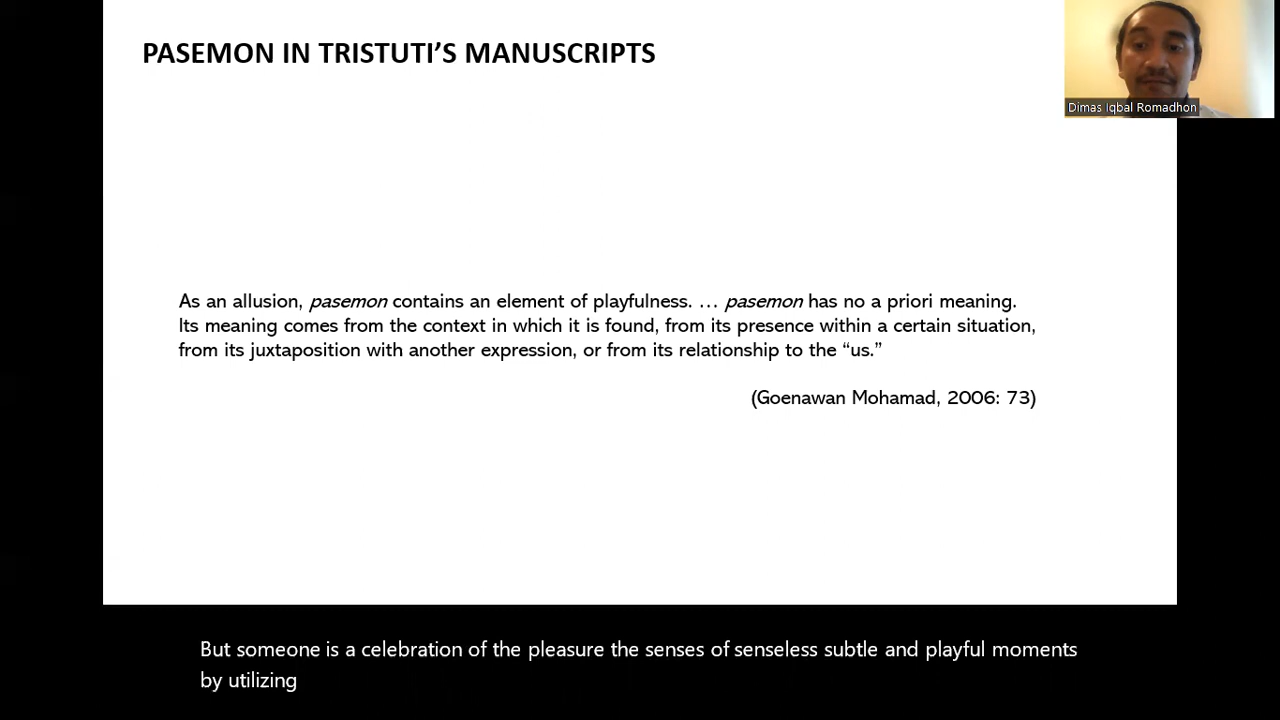 PASEMON IN TRISTUTI’S MANUSCRIPTS
Dimas Iqbal Romadhon
As an allusion, pasemon contains an element of playfulness. … pasemon has no a priori meaning.
Its meaning comes from the context in which it is found, from its presence within a certain situation,
from its juxtaposition with another expression, or from its relationship to the “us.”
(Goenawan Mohamad, 2006: 73)
But someone is a celebration of the pleasure the senses of senseless subtle and playful moments
by utilizing